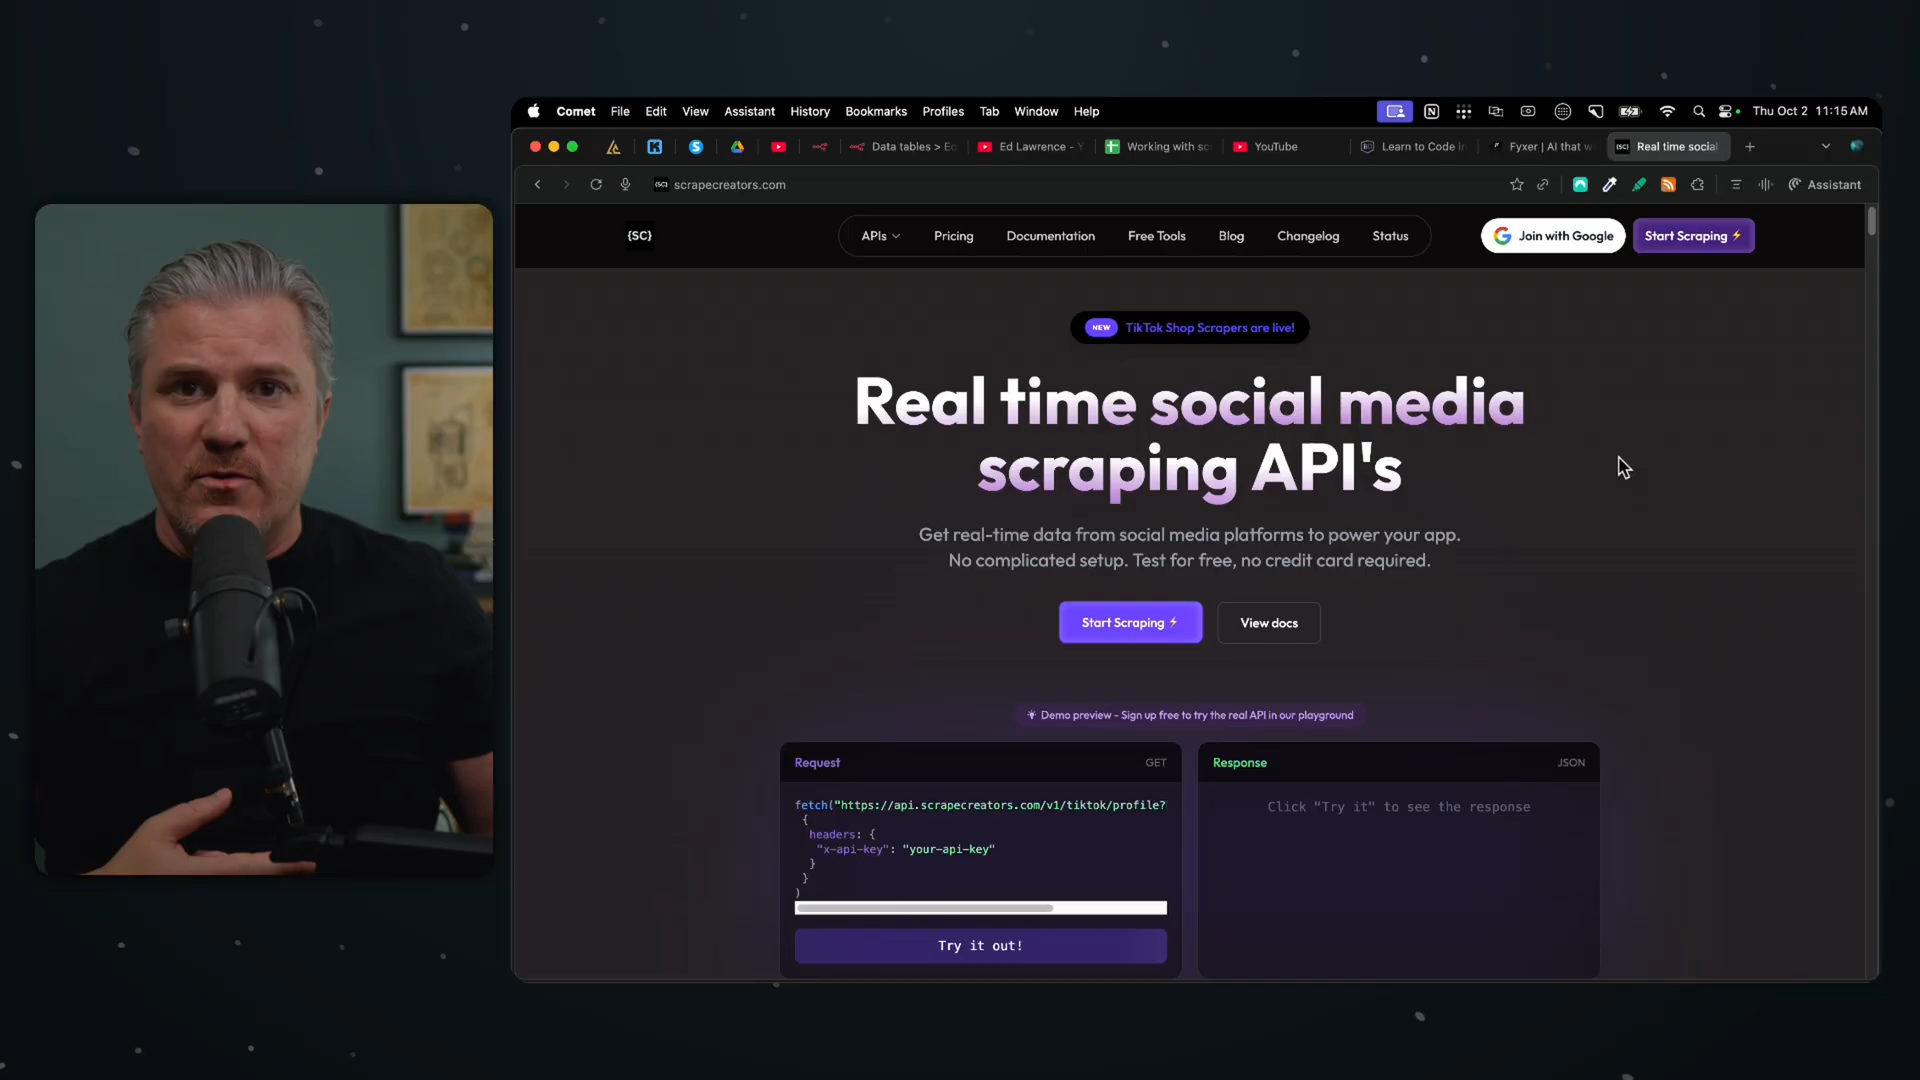 Comet File Edit View Assistant History Bookmarks Profiles Tab Window Help
Thu Oct 2 11:15 AM
Data tables > Ec
Ed Lawrence - Y
Working with sc
YouTube
Learn to Code i
Fyxer | AI that w
{SC} Real time social
{SC} scrapecreators.com
Assistant
{SC}
APIs Pricing Documentation Free Tools Blog Changelog Status
Join with Google
Start Scraping ⚡
NEW TikTok Shop Scrapers are live!
Real time social media
scraping API's
Get real-time data from social media platforms to power your app.
No complicated setup. Test for free, no credit card required.
Start Scraping ⚡
View docs
Demo preview - Sign up free to try the real API in our playground
Request GET
fetch("https://api.scrapecreators.com/v1/tiktok/profile?
{
headers: {
"x-api-key": "your-api-key"
}
}
)
Try it out!
Response JSON
Click "Try it" to see the response